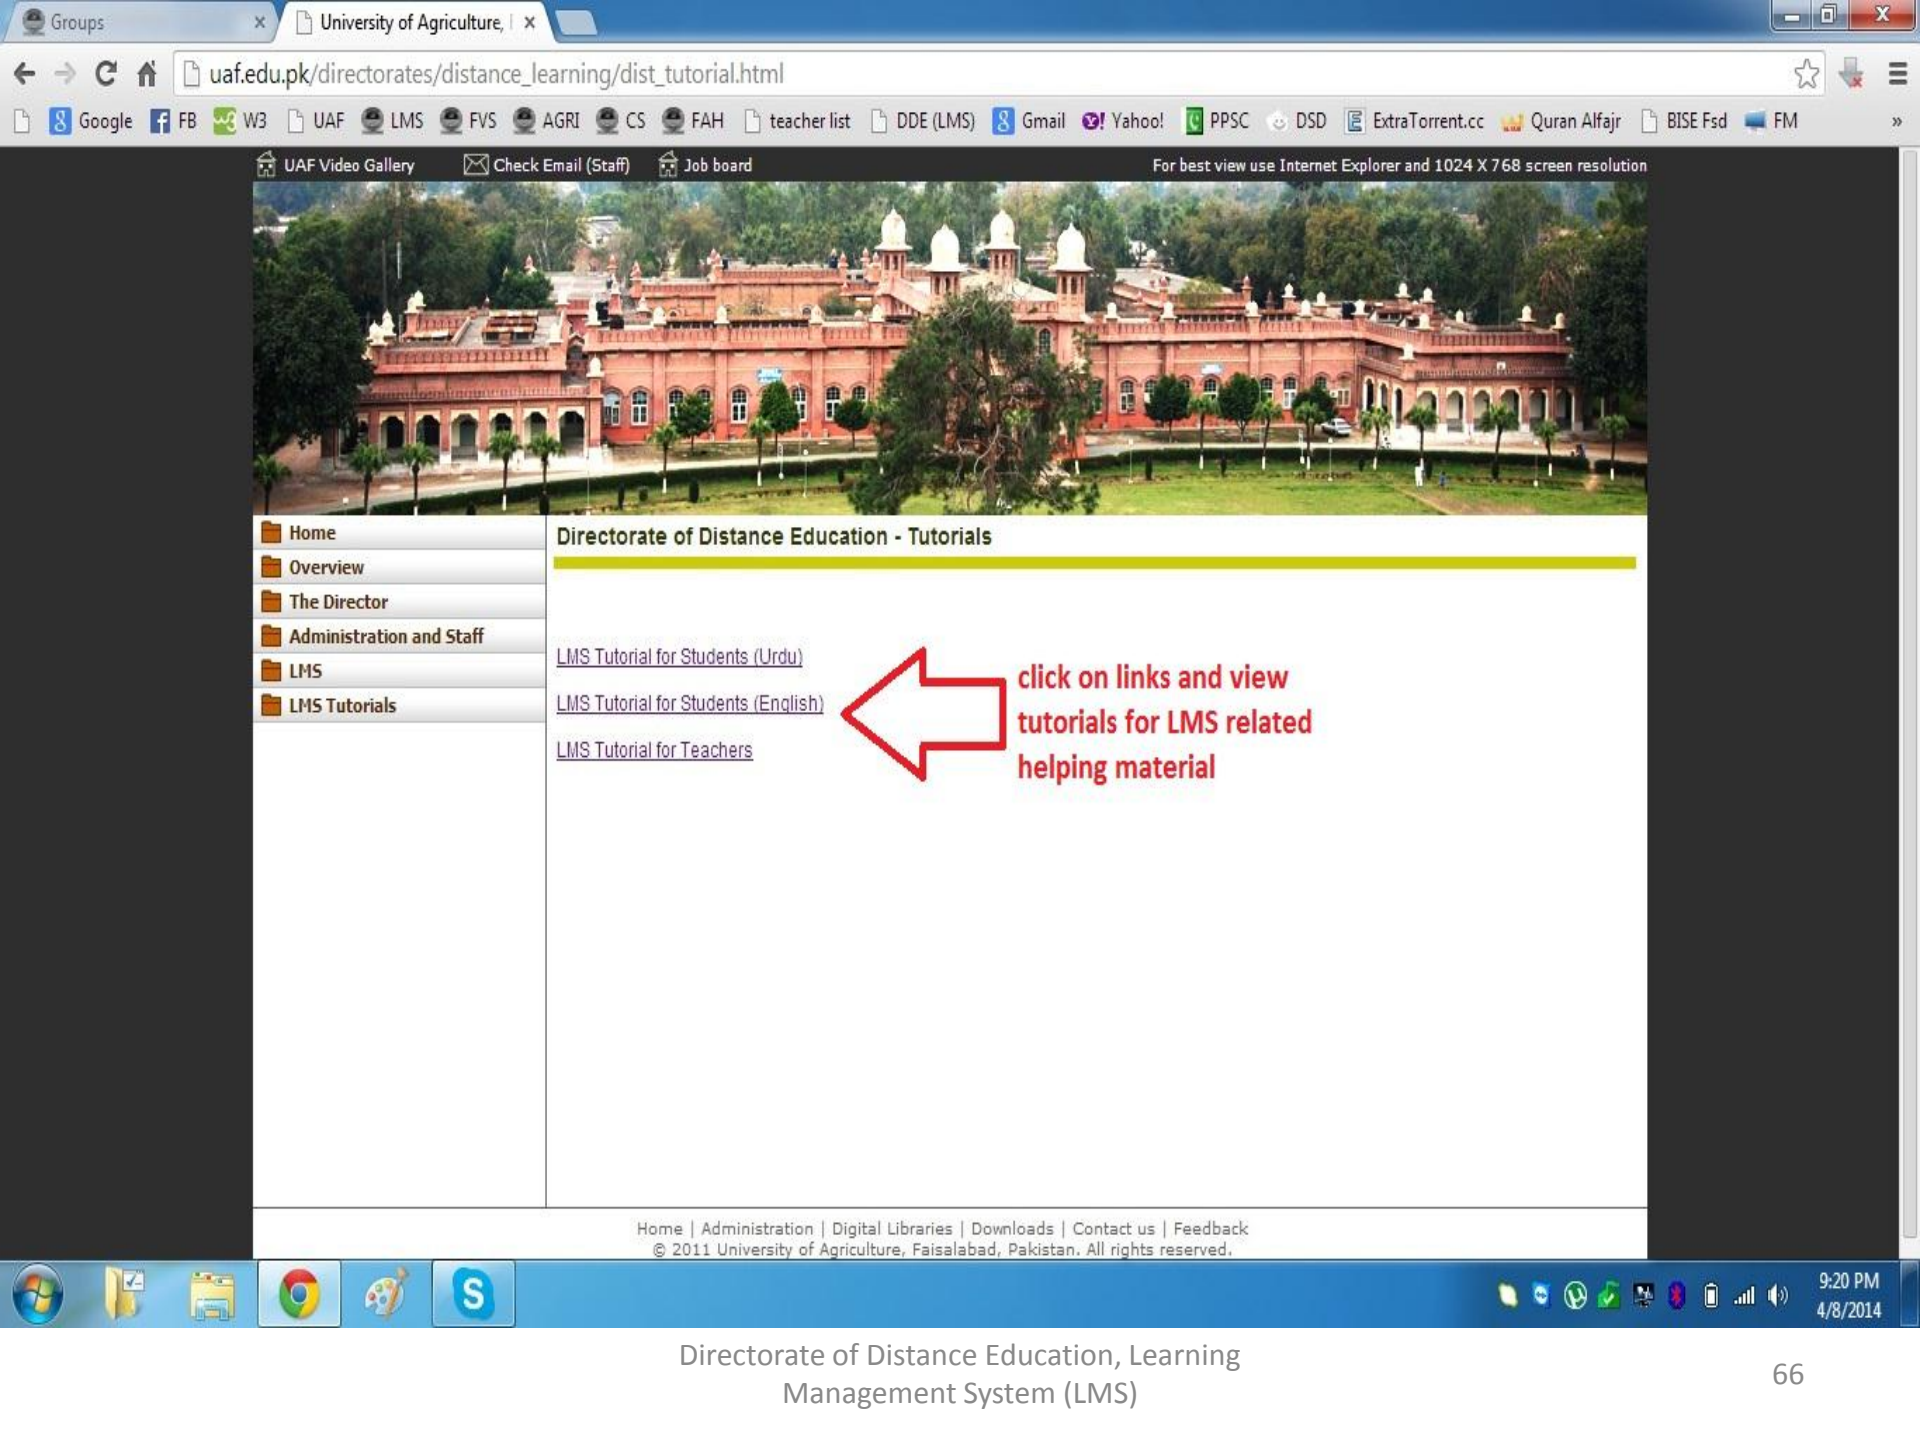 Groups
University of Agriculture,
uaf.edu.pk/directorates/distance_learning/dist_tutorial.html
Google FB W3 UAF LMS FVS AGRI CS FAH teacher list DDE (LMS) Gmail Yahoo! PPSC DSD ExtraTorrent.cc Quran Alfajr BISE Fsd FM »
UAF Video Gallery Check Email (Staff) Job board For best view use Internet Explorer and 1024 X 768 screen resolution
Home
Overview
The Director
Administration and Staff
LMS
LMS Tutorials
Directorate of Distance Education - Tutorials
LMS Tutorial for Students (Urdu)
LMS Tutorial for Students (English)
LMS Tutorial for Teachers
click on links and view
tutorials for LMS related
helping material
Home | Administration | Digital Libraries | Downloads | Contact us | Feedback
© 2011 University of Agriculture, Faisalabad, Pakistan. All rights reserved.
9:20 PM
4/8/2014
Directorate of Distance Education, Learning
Management System (LMS)
66